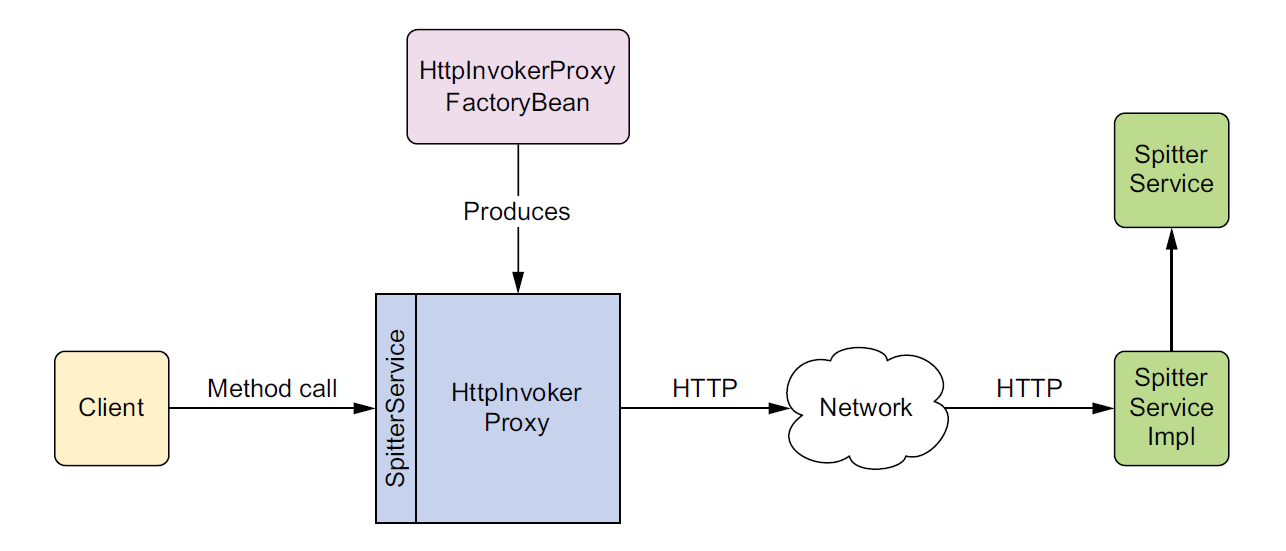 HttpInvokerProxy
FactoryBean
Produces
Client
Method call
SpitterService
HttpInvoker
Proxy
HTTP
Network
HTTP
Spitter
Service
Impl
Spitter
Service